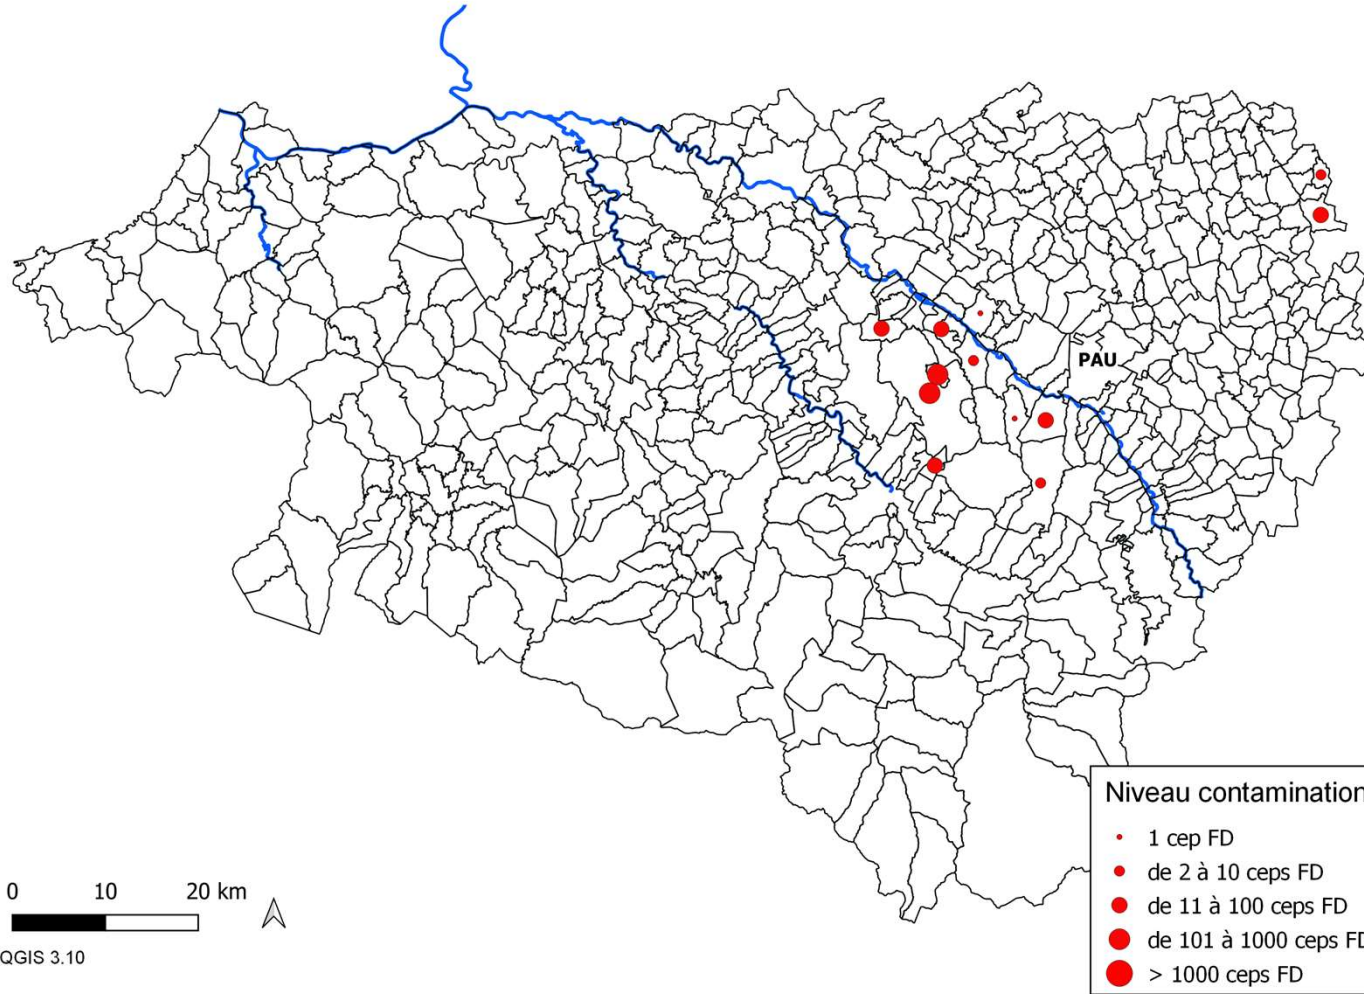 PAU
Niveau contamination
1 cep FD
de 2 à 10 ceps FD
de 11 à 100 ceps FD
de 101 à 1000 ceps FD
> 1000 ceps FD
0 10 20 km
QGIS 3.10